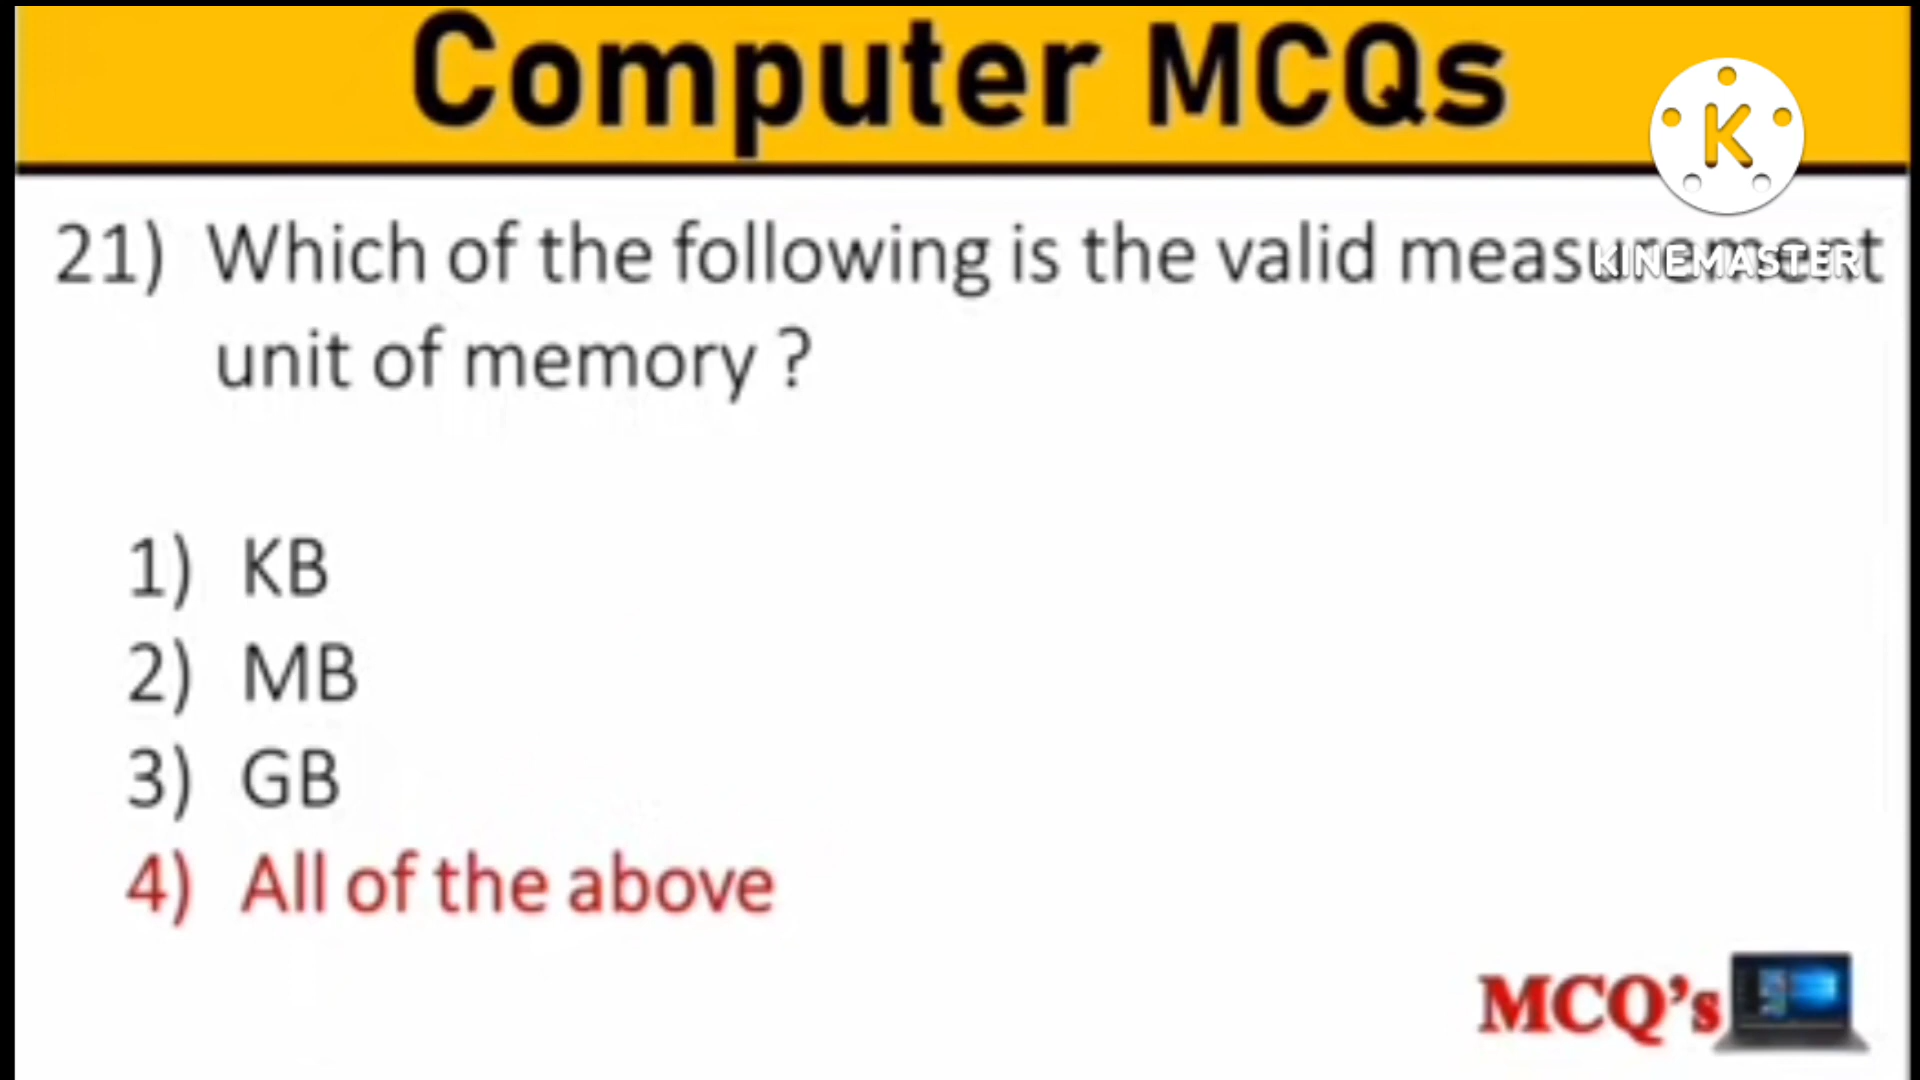 Computer MCQs
K
21) Which of the following is the valid measurement
KINEMASTER
unit of memory ?
1) KB
2) MB
3) GB
4) All of the above
MCQ's